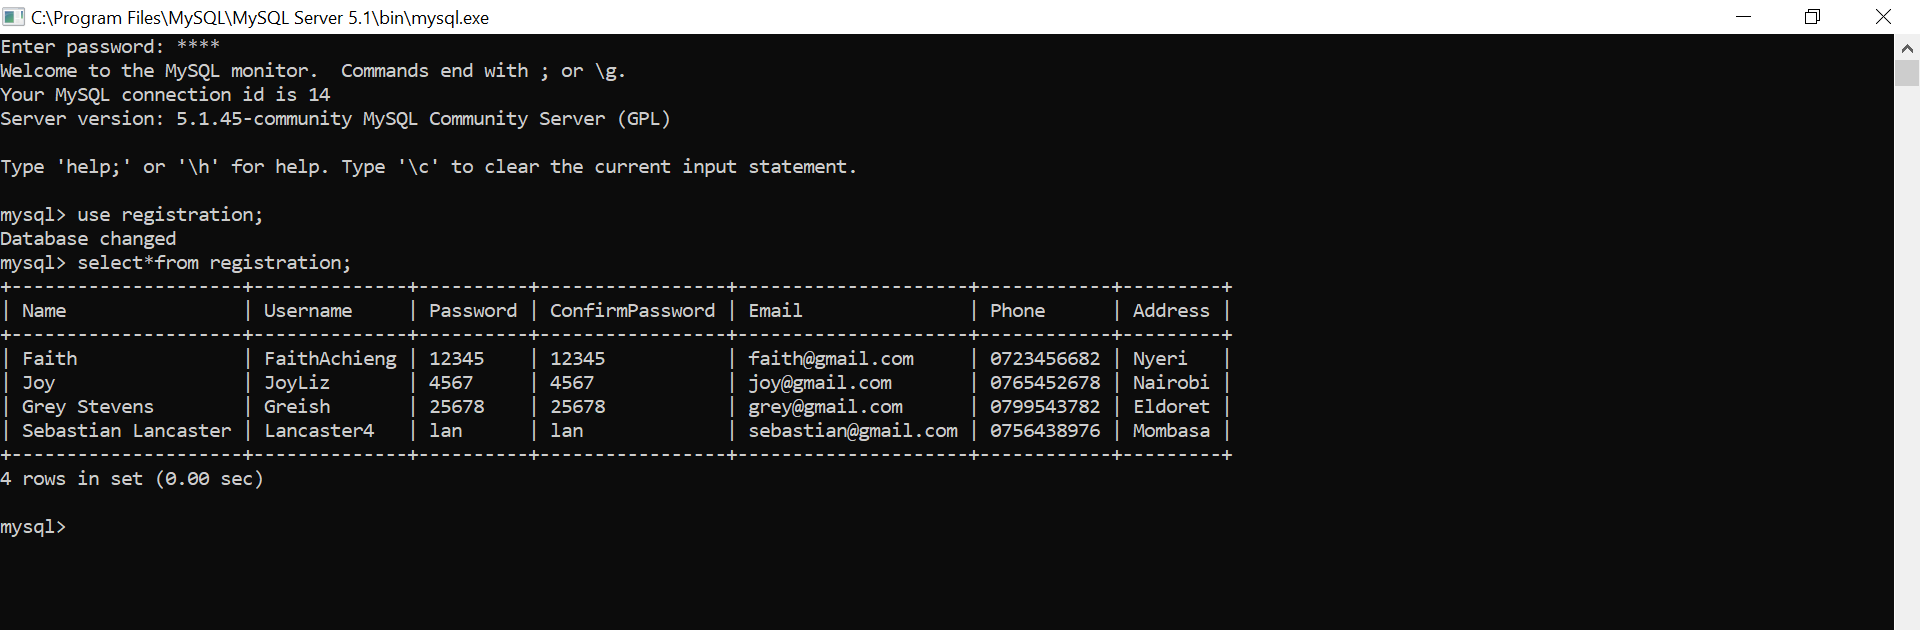 C:\Program Files\MySQL\MySQL Server 5.1\bin\mysql.exe
Enter password: ****
Welcome to the MySQL monitor.  Commands end with ; or \g.
Your MySQL connection id is 14
Server version: 5.1.45-community MySQL Community Server (GPL)

Type 'help;' or '\h' for help. Type '\c' to clear the current input statement.

mysql> use registration;
Database changed
mysql> select*from registration;
+---------------------+--------------+----------+-----------------+---------------------+------------+---------+
| Name                | Username     | Password | ConfirmPassword | Email               | Phone      | Address |
+---------------------+--------------+----------+-----------------+---------------------+------------+---------+
| Faith               | FaithAchieng | 12345    | 12345           | faith@gmail.com     | 0723456682 | Nyeri   |
| Joy                 | JoyLiz       | 4567     | 4567            | joy@gmail.com       | 0765452678 | Nairobi |
| Grey Stevens        | Greish       | 25678    | 25678           | grey@gmail.com      | 0799543782 | Eldoret |
| Sebastian Lancaster | Lancaster4   | lan      | lan             | sebastian@gmail.com | 0756438976 | Mombasa |
+---------------------+--------------+----------+-----------------+---------------------+------------+---------+
4 rows in set (0.00 sec)

mysql>